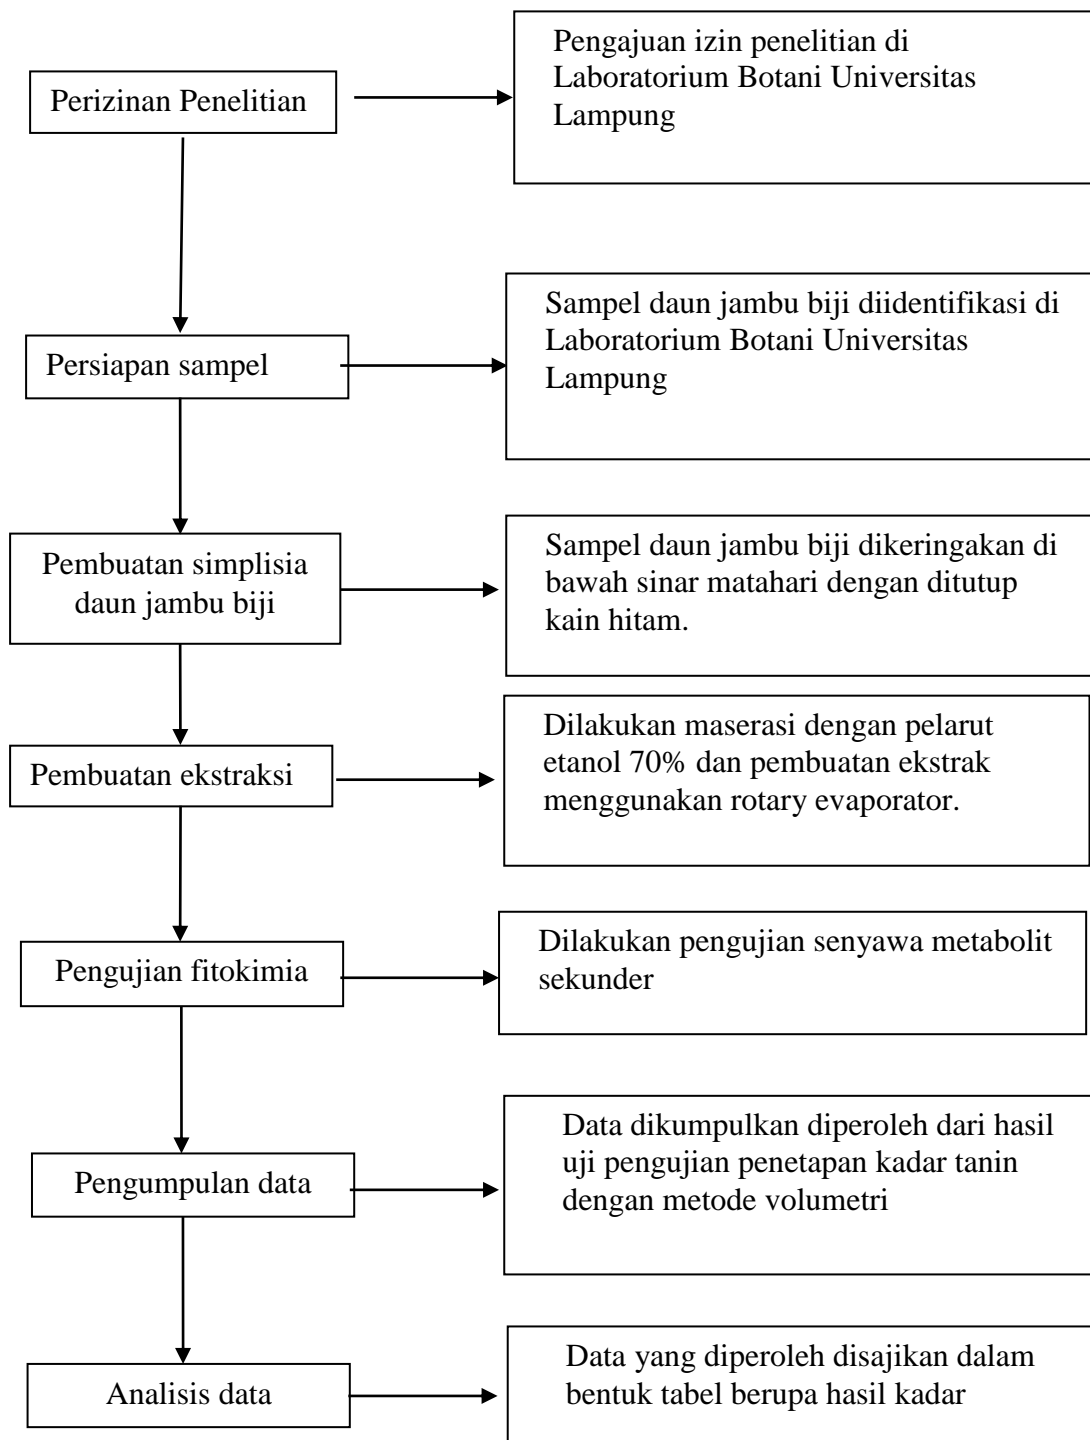 Perizinan Penelitian
Pengajuan izin penelitian di
Laboratorium Botani Universitas
Lampung
Persiapan sampel
Sampel daun jambu biji diidentifikasi di
Laboratorium Botani Universitas
Lampung
Pembuatan simplisia
daun jambu biji
Sampel daun jambu biji dikeringakan di
bawah sinar matahari dengan ditutup
kain hitam.
Pembuatan ekstraksi
Dilakukan maserasi dengan pelarut
etanol 70% dan pembuatan ekstrak
menggunakan rotary evaporator.
Pengujian fitokimia
Dilakukan pengujian senyawa metabolit
sekunder
Pengumpulan data
Data dikumpulkan diperoleh dari hasil
uji pengujian penetapan kadar tanin
dengan metode volumetri
Analisis data
Data yang diperoleh disajikan dalam
bentuk tabel berupa hasil kadar